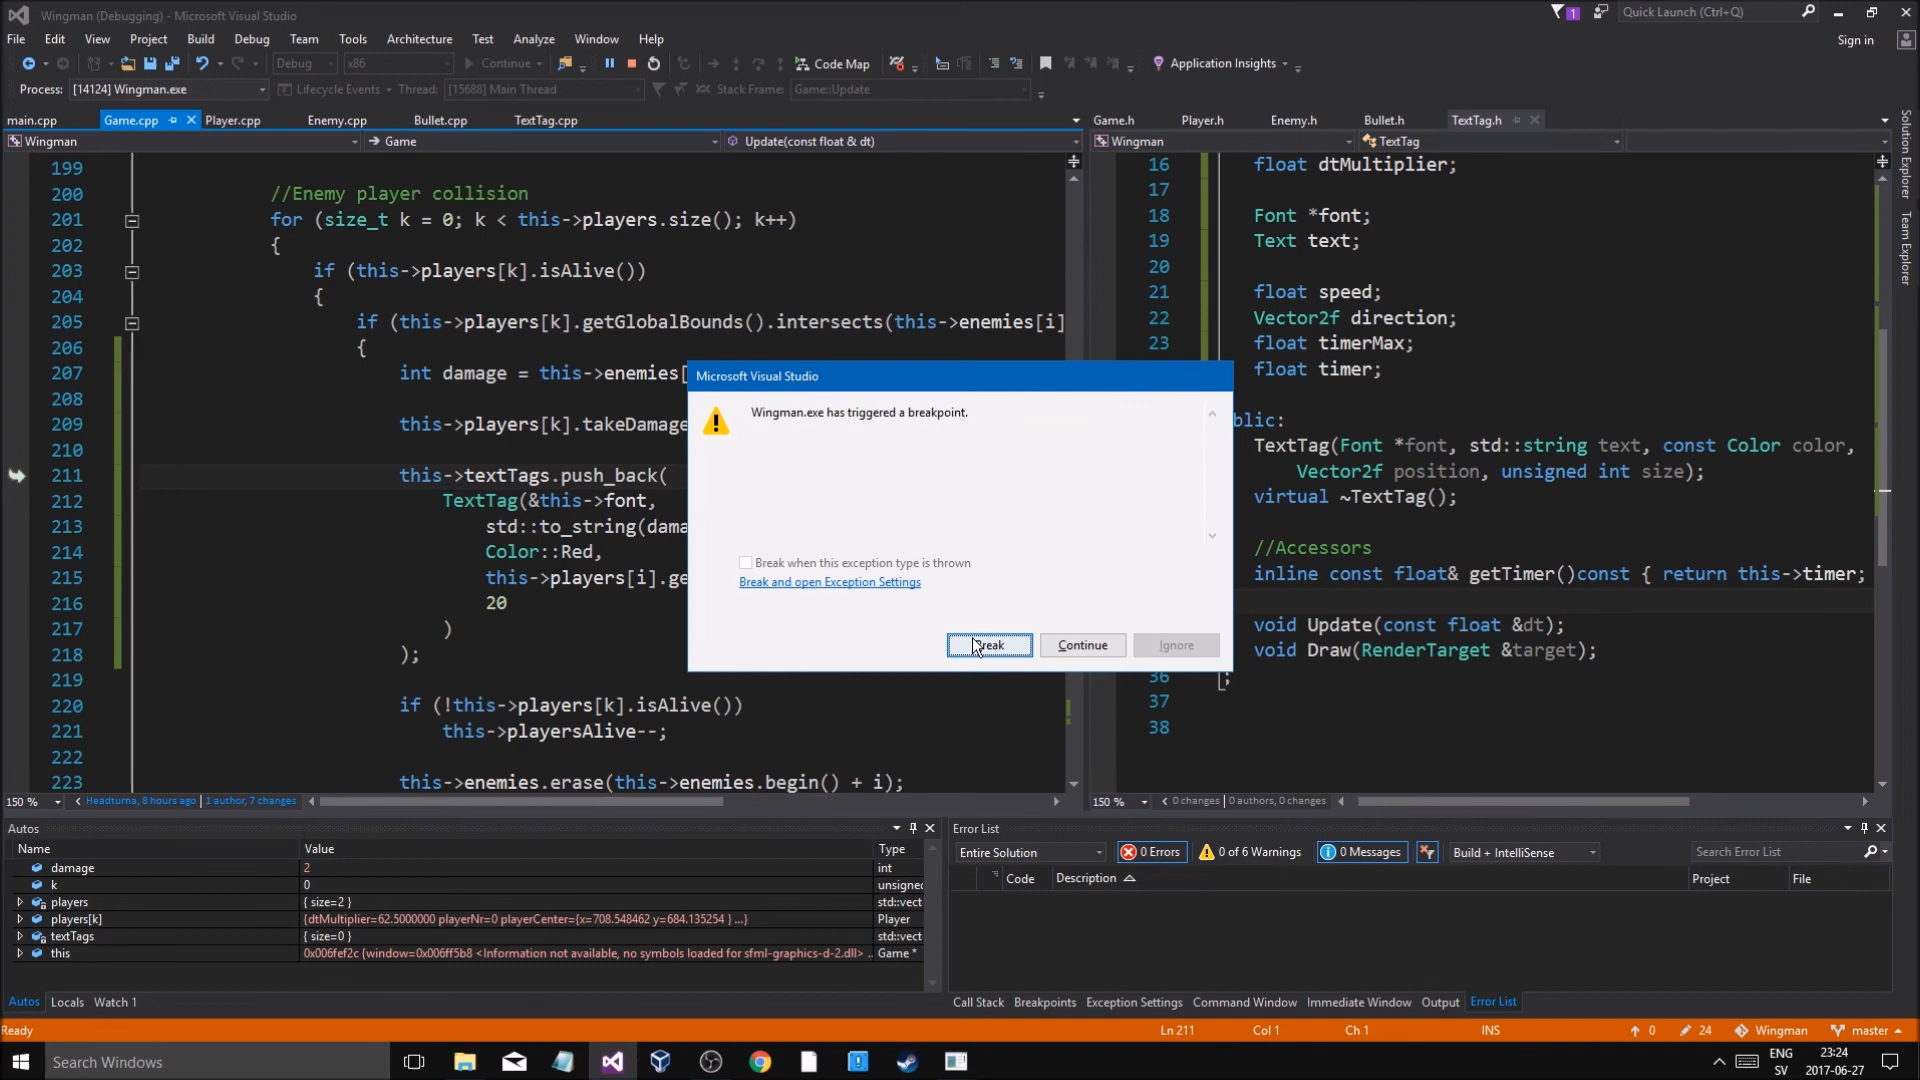 Wingman (Debugging) - Microsoft Visual Studio
1
Quick Launch (Ctrl+Q)
File Edit View Project Build Debug Team Tools Architecture Test Analyze Window Help
Sign in
Debug x86 Continue Code Map Application Insights
Process: [14124] Wingman.exe Lifecycle Events Thread: [15688] Main Thread Stack Frame: Game::Update
main.cpp Game.cpp Player.cpp Enemy.cpp Bullet.cpp TextTag.cpp
Wingman Game Update(const float & dt)
199
200 //Enemy player collision
201 for (size_t k = 0; k < this->players.size(); k++)
202 {
203 if (this->players[k].isAlive())
204 {
205 if (this->players[k].getGlobalBounds().intersects(this->enemies[i]
206 {
207 int damage = this->enemies[
208
209 this->players[k].takeDamage
210
211 this->textTags.push_back(
212 TextTag(&this->font,
213 std::to_string(dama
214 Color::Red,
215 this->players[i].ge
216 20
217 )
218 );
219
220 if (!this->players[k].isAlive())
221 this->playersAlive--;
222
223 this->enemies.erase(this->enemies.begin() + i);
150 % Headturna, 8 hours ago | 1 author, 7 changes
Game.h Player.h Enemy.h Bullet.h TextTag.h
Wingman TextTag
16 float dtMultiplier;
17
18 Font *font;
19 Text text;
20
21 float speed;
22 Vector2f direction;
23 float timerMax;
float timer;
blic:
TextTag(Font *font, std::string text, const Color color,
Vector2f position, unsigned int size);
virtual ~TextTag();
//Accessors
inline const float& getTimer()const { return this->timer;
void Update(const float &dt);
void Draw(RenderTarget &target);
36 ;
37
38
150 % 0 changes | 0 authors, 0 changes
Solution Explorer
Team Explorer
Microsoft Visual Studio
Wingman.exe has triggered a breakpoint.
Break when this exception type is thrown
Break and open Exception Settings
Break Continue Ignore
Autos
Name Value Type
damage 2 int
k 0 unsigned
players { size=2 } std::vect
players[k] {dtMultiplier=62.5000000 playerNr=0 playerCenter={x=708.548462 y=684.135254 } ...} Player
textTags { size=0 } std::vect
this 0x006fef2c {window=0x006ff5b8 <Information not available, no symbols loaded for sfml-graphics-d-2.dll> .. Game *
Autos Locals Watch 1
Error List
Entire Solution 0 Errors 0 of 6 Warnings 0 Messages Build + IntelliSense Search Error List
Code Description Project File
Call Stack Breakpoints Exception Settings Command Window Immediate Window Output Error List
Ready Ln 211 Col 1 Ch 1 INS 0 24 Wingman master
Search Windows
ENG
SV
23:24
2017-06-27